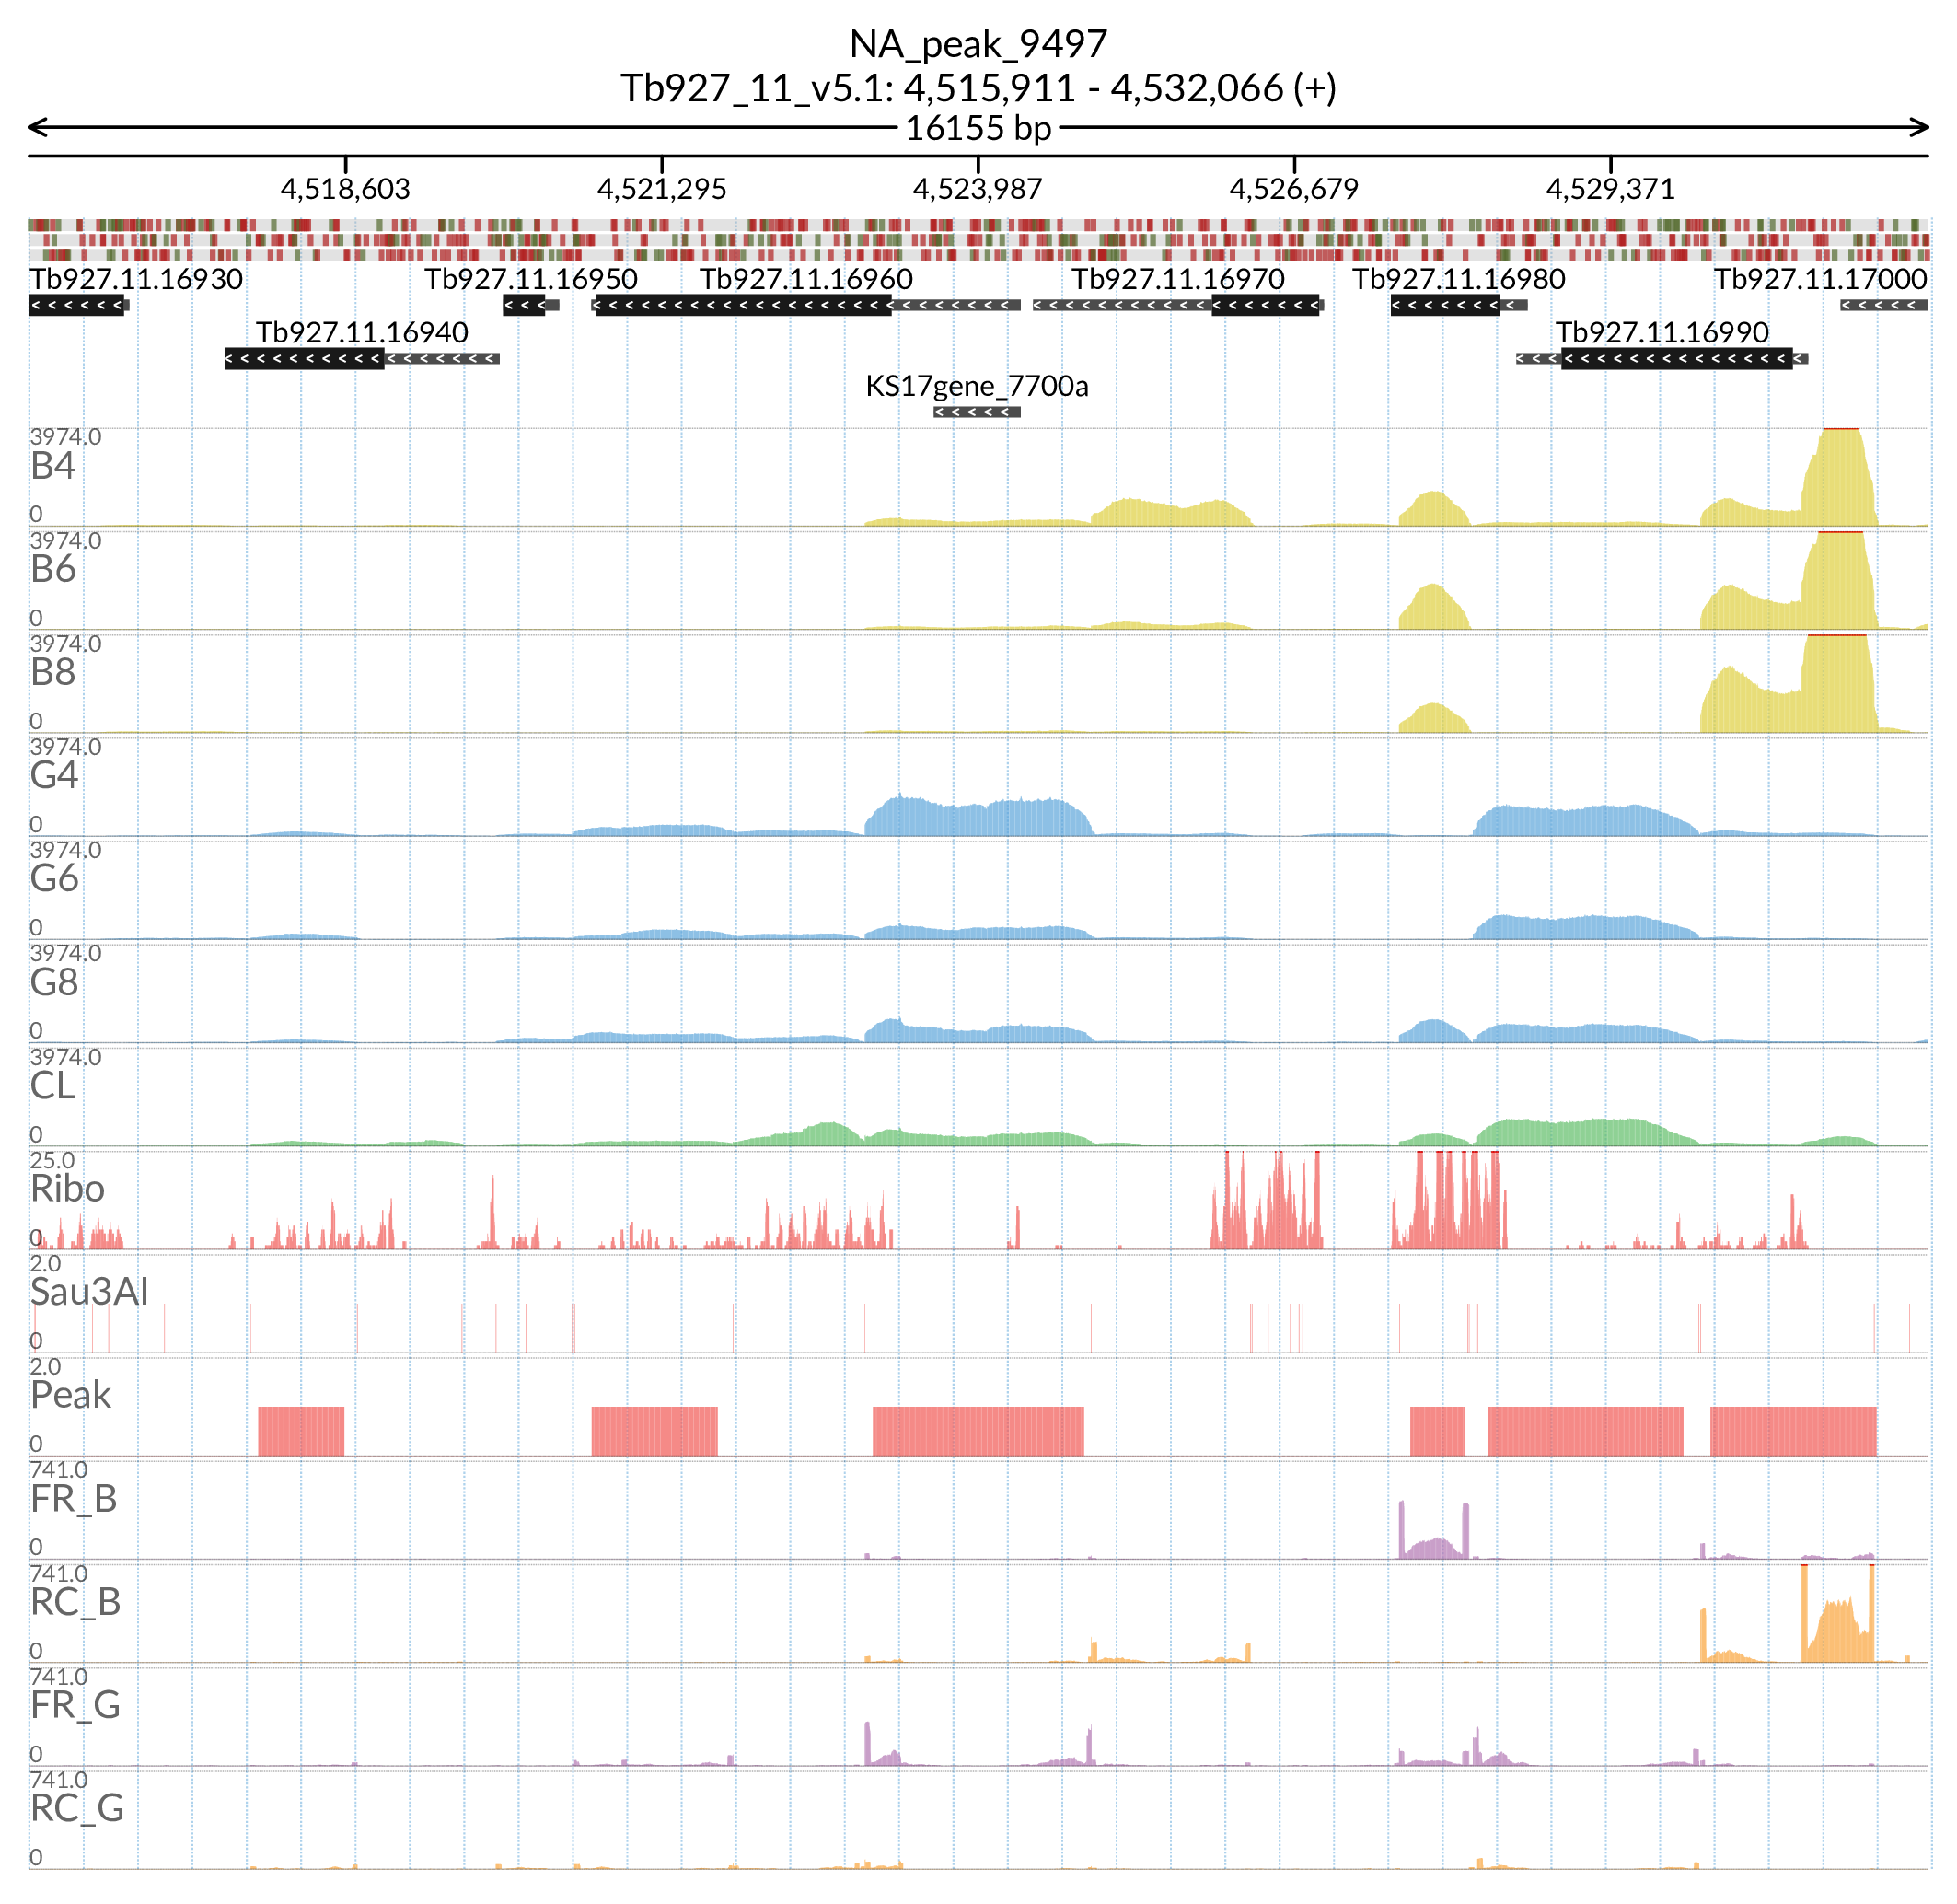 NA_peak_9497
Tb927_11_v5.1: 4,515,911 - 4,532,066 (+)
16155 bp
4,518,603 4,521,295 4,523,987 4,526,679 4,529,371
Tb927.11.16930 Tb927.11.16950 Tb927.11.16960 Tb927.11.16970 Tb927.11.16980 Tb927.11.17000
Tb927.11.16940 Tb927.11.16990
KS17gene_7700a
3974.0
B4
0
3974.0
B6
0
3974.0
B8
0
3974.0
G4
0
3974.0
G6
0
3974.0
G8
0
3974.0
CL
0
25.0
Ribo
0
2.0
Sau3AI
0
2.0
Peak
0
741.0
FR_B
0
741.0
RC_B
0
741.0
FR_G
0
741.0
RC_G
0